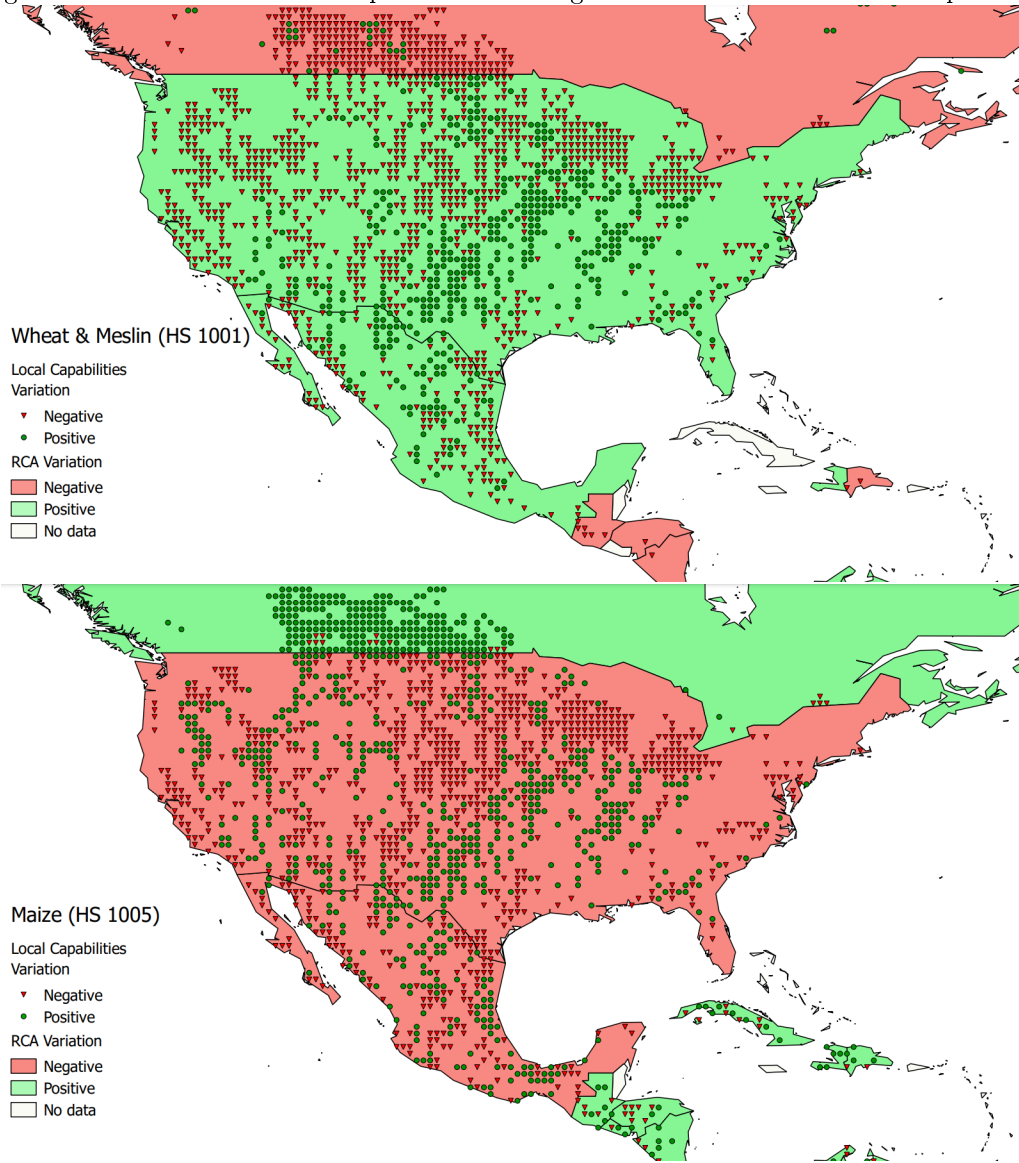 Wheat & Meslin (HS 1001)
Local Capabilities
Variation
Negative
Positive
RCA Variation
Negative
Positive
No data
Maize (HS 1005)
Local Capabilities
Variation
Negative
Positive
RCA Variation
Negative
Positive
No data